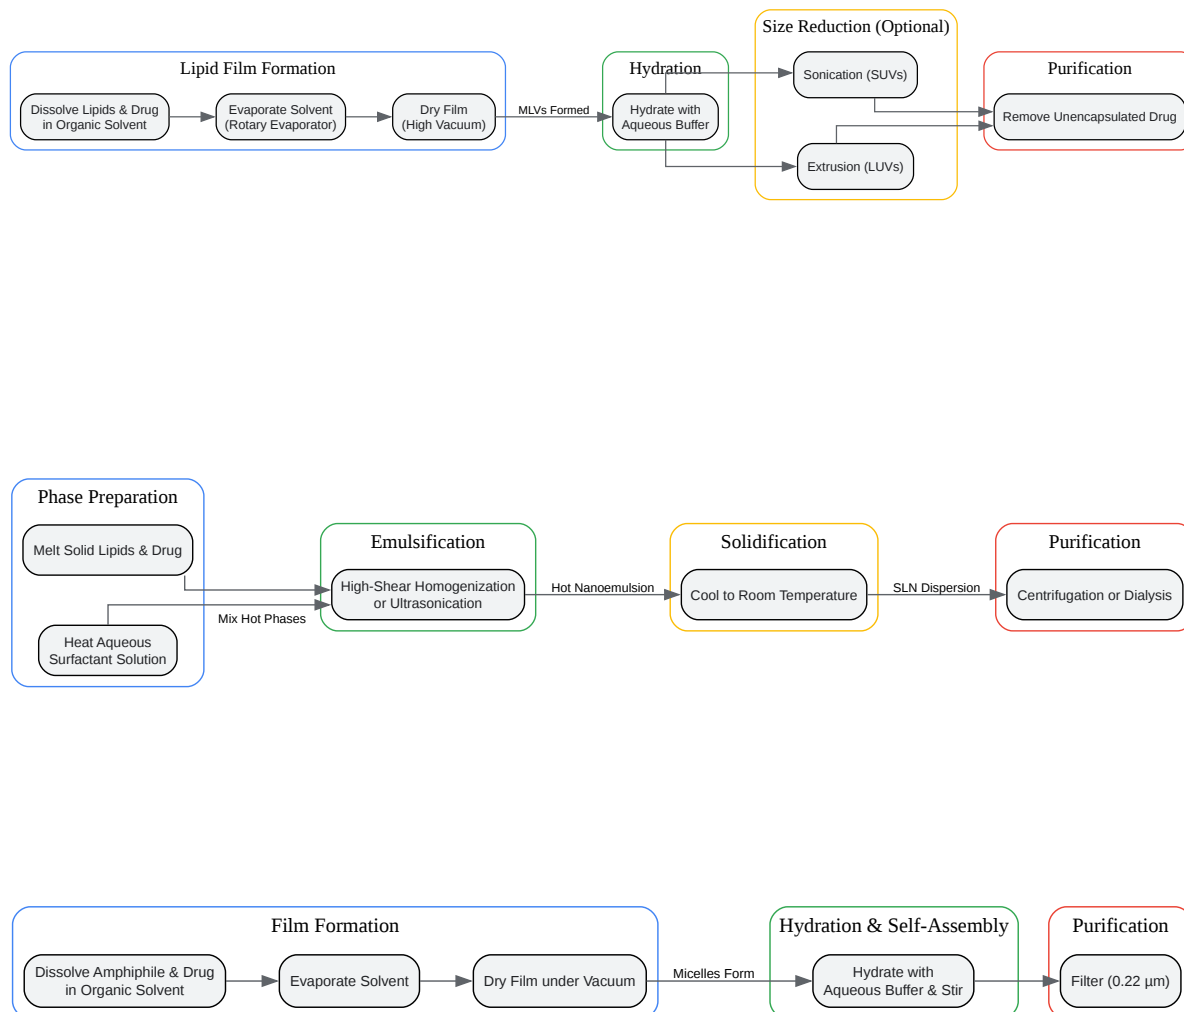 Lipid Film Formation
Dissolve Lipids & Drug
in Organic Solvent
Evaporate Solvent
(Rotary Evaporator)
Dry Film
(High Vacuum)
MLVs Formed
Hydration
Hydrate with
Aqueous Buffer
Size Reduction (Optional)
Sonication (SUVs)
Extrusion (LUVs)
Purification
Remove Unencapsulated Drug
Phase Preparation
Melt Solid Lipids & Drug
Heat Aqueous
Surfactant Solution
Mix Hot Phases
Emulsification
High-Shear Homogenization
or Ultrasonication
Hot Nanoemulsion
Solidification
Cool to Room Temperature
SLN Dispersion
Purification
Centrifugation or Dialysis
Film Formation
Dissolve Amphiphile & Drug
in Organic Solvent
Evaporate Solvent
Dry Film under Vacuum
Micelles Form
Hydration & Self-Assembly
Hydrate with
Aqueous Buffer & Stir
Purification
Filter (0.22 µm)